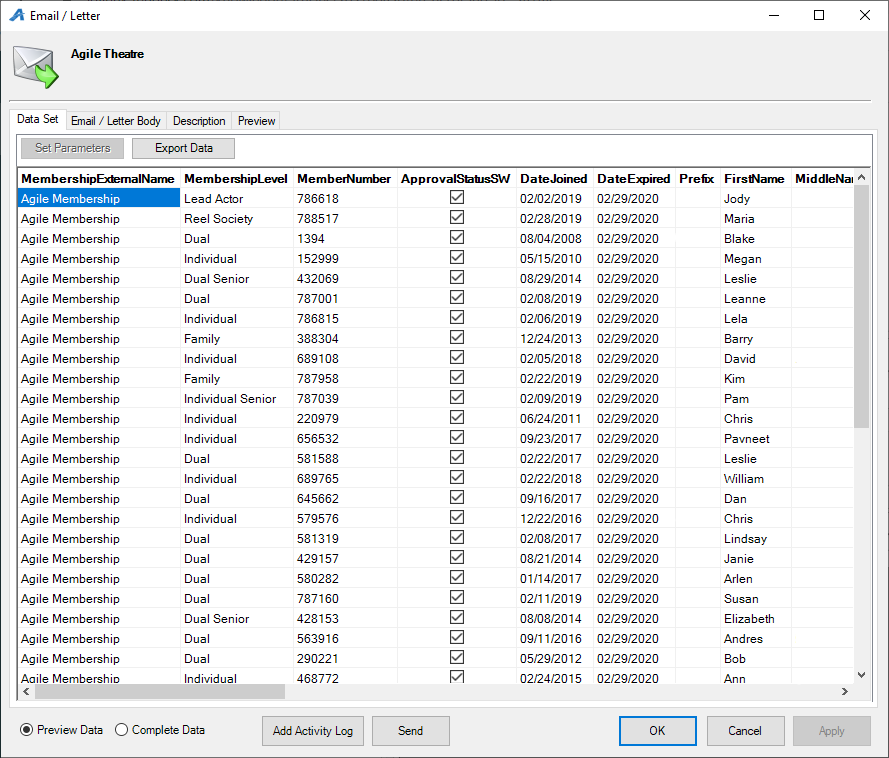 Email / Letter
Agile Theatre
Data Set Email / Letter Body Description Preview
Set Parameters Export Data
MembershipExternalName MembershipLevel MemberNumber ApprovalStatusSW DateJoined DateExpired Prefix FirstName MiddleNam
Agile Membership Lead Actor 786618 02/02/2019 02/29/2020 Jody
Agile Membership Reel Society 788517 02/28/2019 02/29/2020 Maria
Agile Membership Dual 1394 08/04/2008 02/29/2020 Blake
Agile Membership Individual 152999 05/15/2010 02/29/2020 Megan
Agile Membership Dual Senior 432069 08/29/2014 02/29/2020 Leslie
Agile Membership Dual 787001 02/08/2019 02/29/2020 Leanne
Agile Membership Individual 786815 02/06/2019 02/29/2020 Lela
Agile Membership Family 388304 12/24/2013 02/29/2020 Barry
Agile Membership Individual 689108 02/05/2018 02/29/2020 David
Agile Membership Family 787958 02/22/2019 02/29/2020 Kim
Agile Membership Individual Senior 787039 02/09/2019 02/29/2020 Pam
Agile Membership Individual 220979 06/24/2011 02/29/2020 Chris
Agile Membership Individual 656532 09/23/2017 02/29/2020 Pavneet
Agile Membership Dual 581588 02/22/2017 02/29/2020 Leslie
Agile Membership Individual 689765 02/22/2018 02/29/2020 William
Agile Membership Dual 645662 09/16/2017 02/29/2020 Dan
Agile Membership Individual 579576 12/22/2016 02/29/2020 Chris
Agile Membership Dual 581319 02/08/2017 02/29/2020 Lindsay
Agile Membership Dual 429157 08/21/2014 02/29/2020 Janie
Agile Membership Dual 580282 01/14/2017 02/29/2020 Arlen
Agile Membership Dual 787160 02/11/2019 02/29/2020 Susan
Agile Membership Dual Senior 428153 08/08/2014 02/29/2020 Elizabeth
Agile Membership Dual 563916 09/11/2016 02/29/2020 Andres
Agile Membership Dual 290221 05/29/2012 02/29/2020 Bob
Agile Membership Individual 468772 02/24/2015 02/29/2020 Ann
Preview Data Complete Data Add Activity Log Send OK Cancel Apply